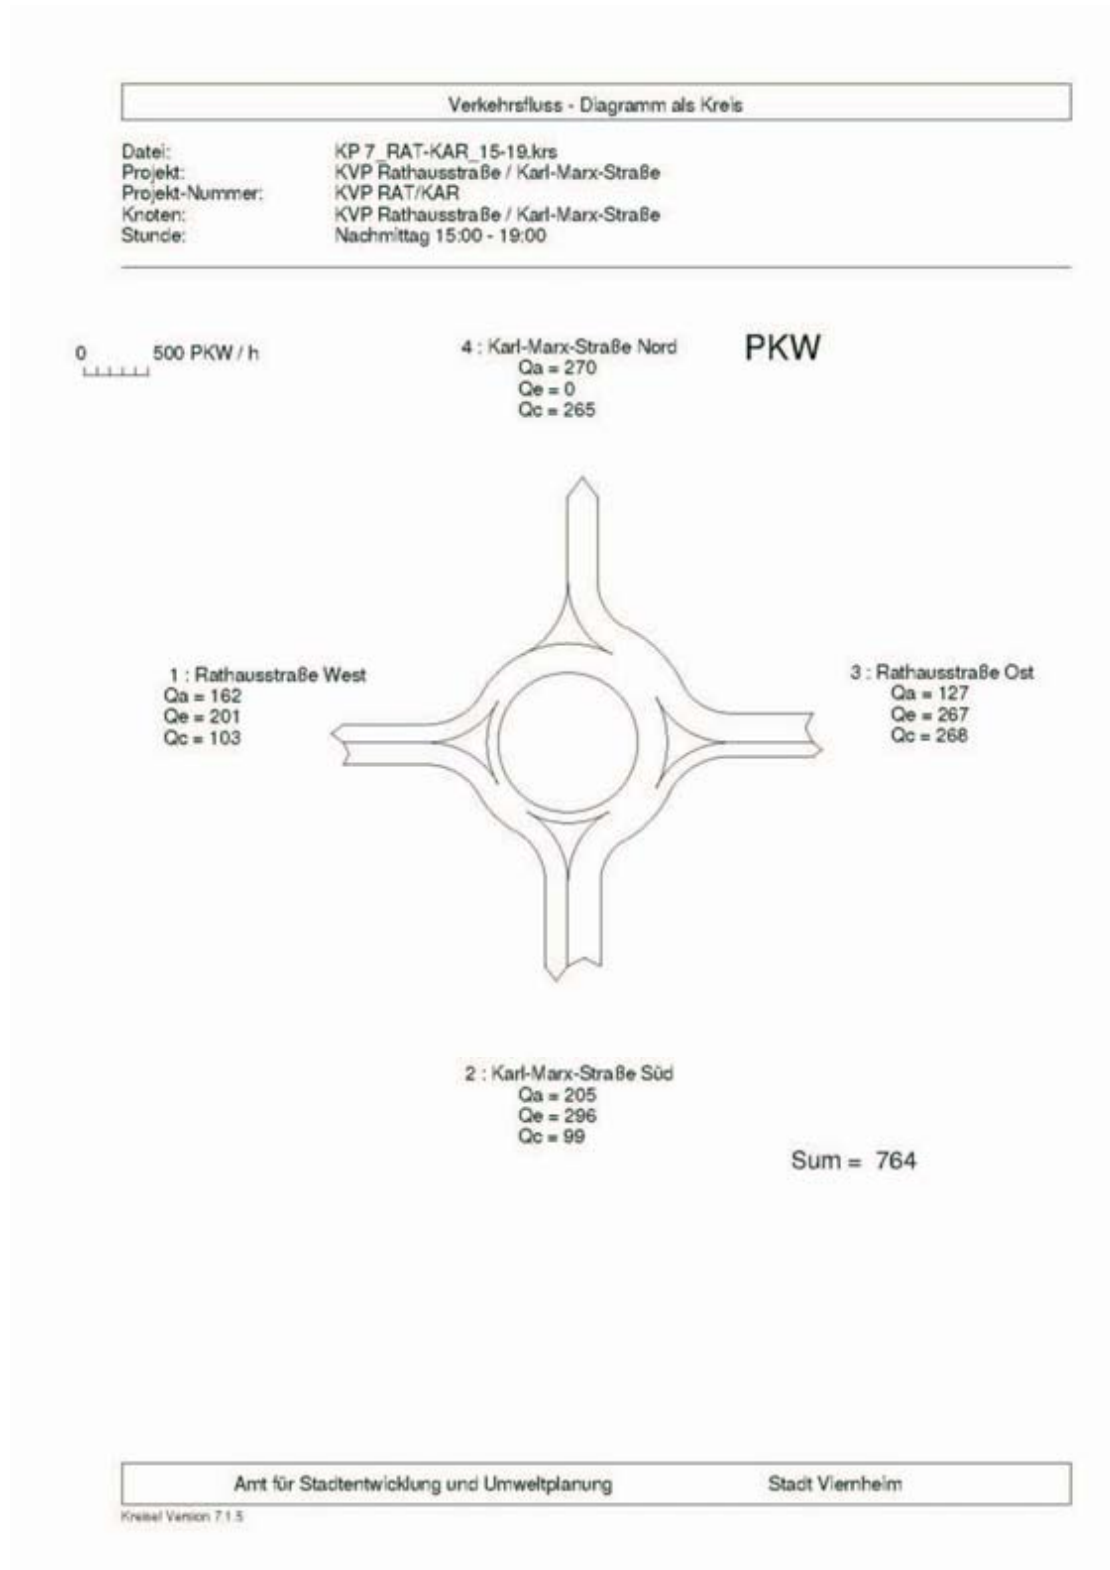 Verkehrsfluss - Diagramm als Kreis
Datei: KP 7_RAT-KAR_15-19.krs
Projekt: KVP Rathausstraße / Karl-Marx-Straße
Projekt-Nummer: KVP RAT/KAR
Knoten: KVP Rathausstraße / Karl-Marx-Straße
Stunde: Nachmittag 15:00 - 19:00
0 500 PKW / h
4 : Karl-Marx-Straße Nord
Qa = 270
Qe = 0
Qc = 265
PKW
1 : Rathausstraße West
Qa = 162
Qe = 201
Qc = 103
3 : Rathausstraße Ost
Qa = 127
Qe = 267
Qc = 268
2 : Karl-Marx-Straße Süd
Qa = 205
Qe = 296
Qc = 99
Sum = 764
Amt für Stadtentwicklung und Umweltplanung Stadt Viernheim
Kreisel Version 7.1.5